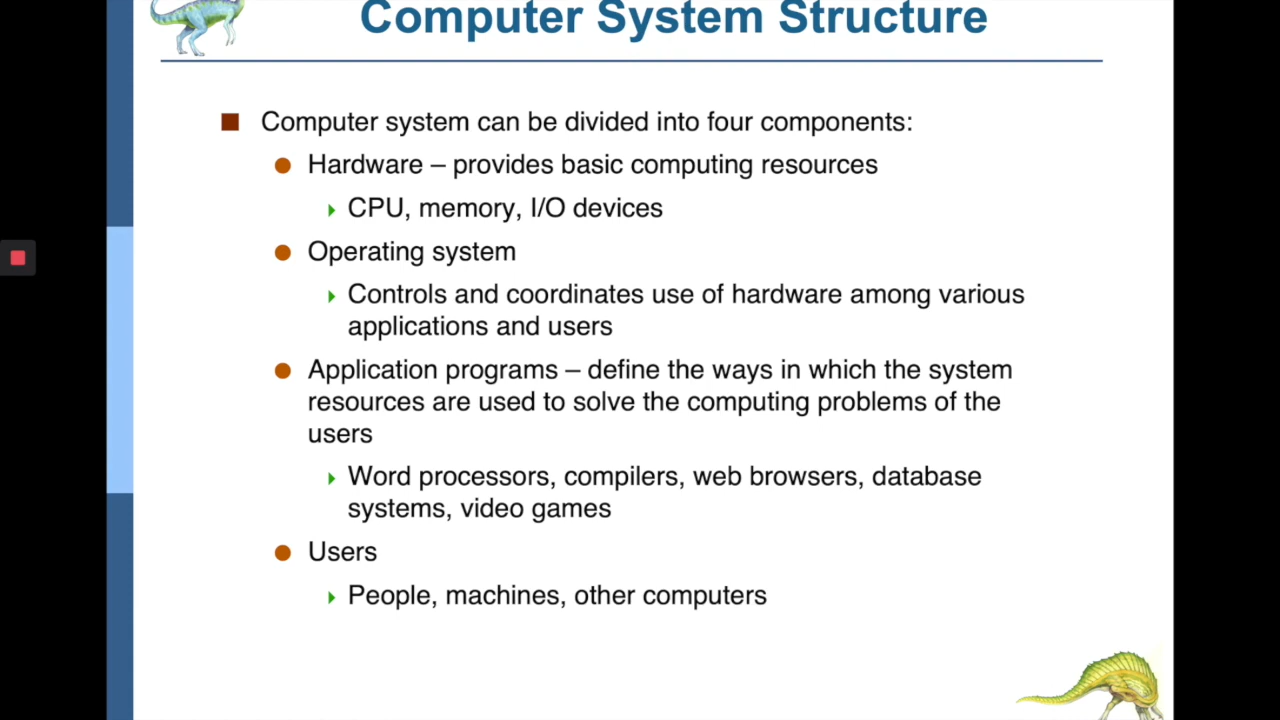 Computer System Structure
Computer system can be divided into four components:
Hardware – provides basic computing resources
CPU, memory, I/O devices
Operating system
Controls and coordinates use of hardware among various
applications and users
Application programs – define the ways in which the system
resources are used to solve the computing problems of the
users
Word processors, compilers, web browsers, database
systems, video games
Users
People, machines, other computers